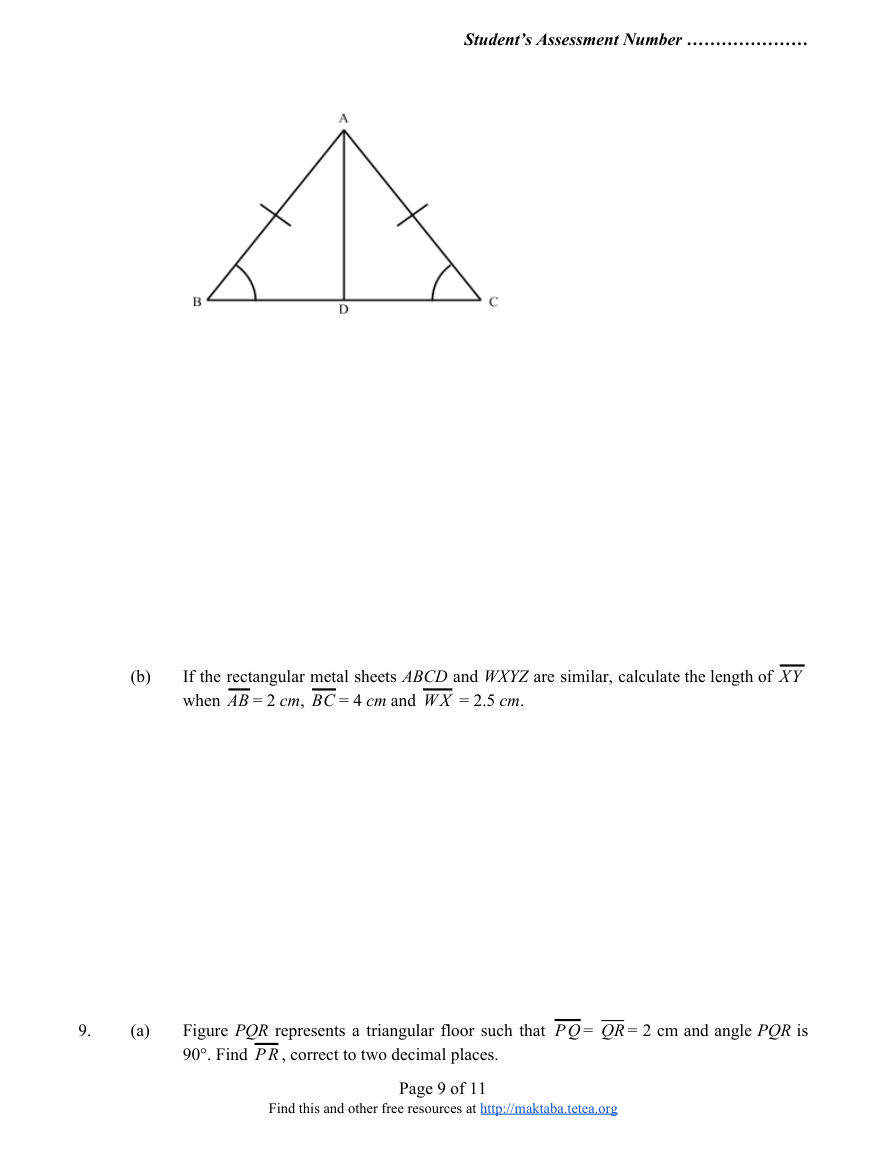 Student's Assessment Number .....................
A
B
D
C
(b) If the rectangular metal sheets ABCD and WXYZ are similar, calculate the length of XY
when AB = 2 cm, BC = 4 cm and WX = 2.5 cm.
9. (a) Figure PQR represents a triangular floor such that PQ = QR = 2 cm and angle PQR is
90°. Find PR, correct to two decimal places.
Page 9 of 11
Find this and other free resources at http://maktaba.tetea.org